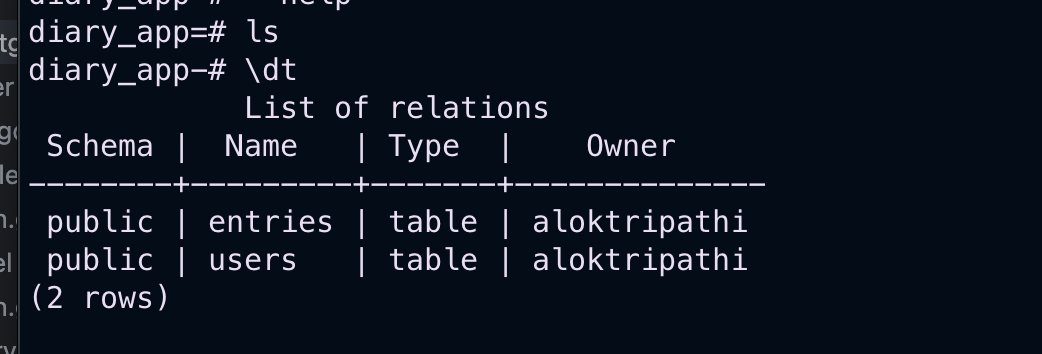 diary_app=# ls
diary_app-# \dt
List of relations
Schema | Name | Type | Owner
--------+---------+-------+--------------
public | entries | table | aloktripathi
public | users | table | aloktripathi
(2 rows)